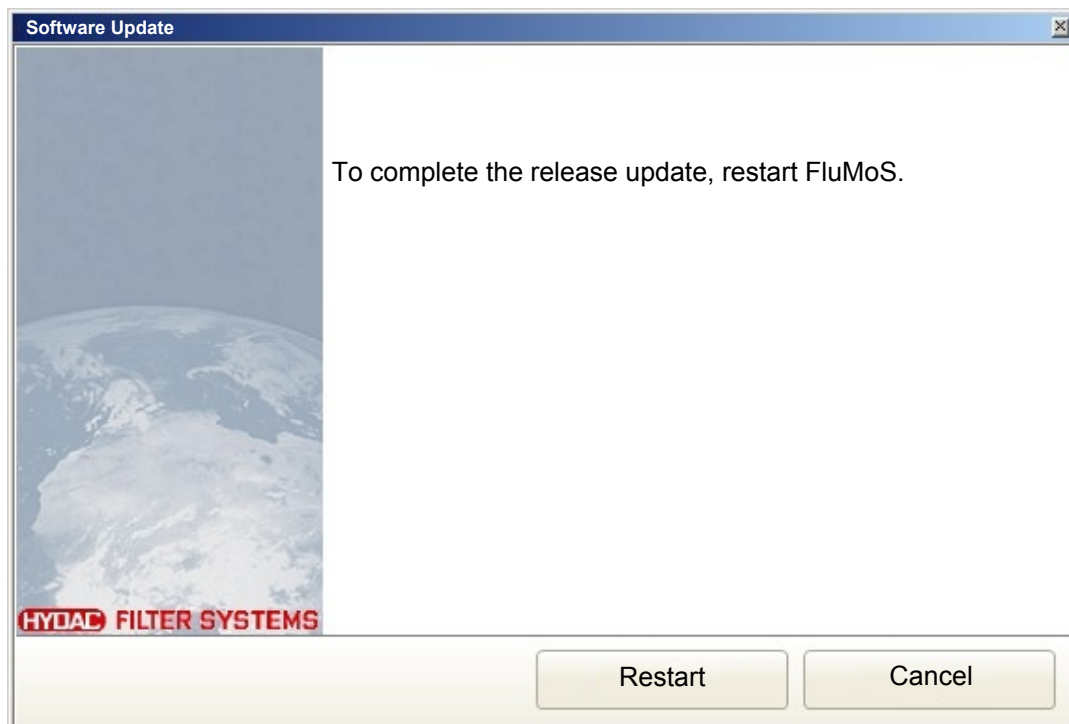 Software Update
To complete the release update, restart FluMoS.
HYDAC FILTER SYSTEMS
Restart Cancel